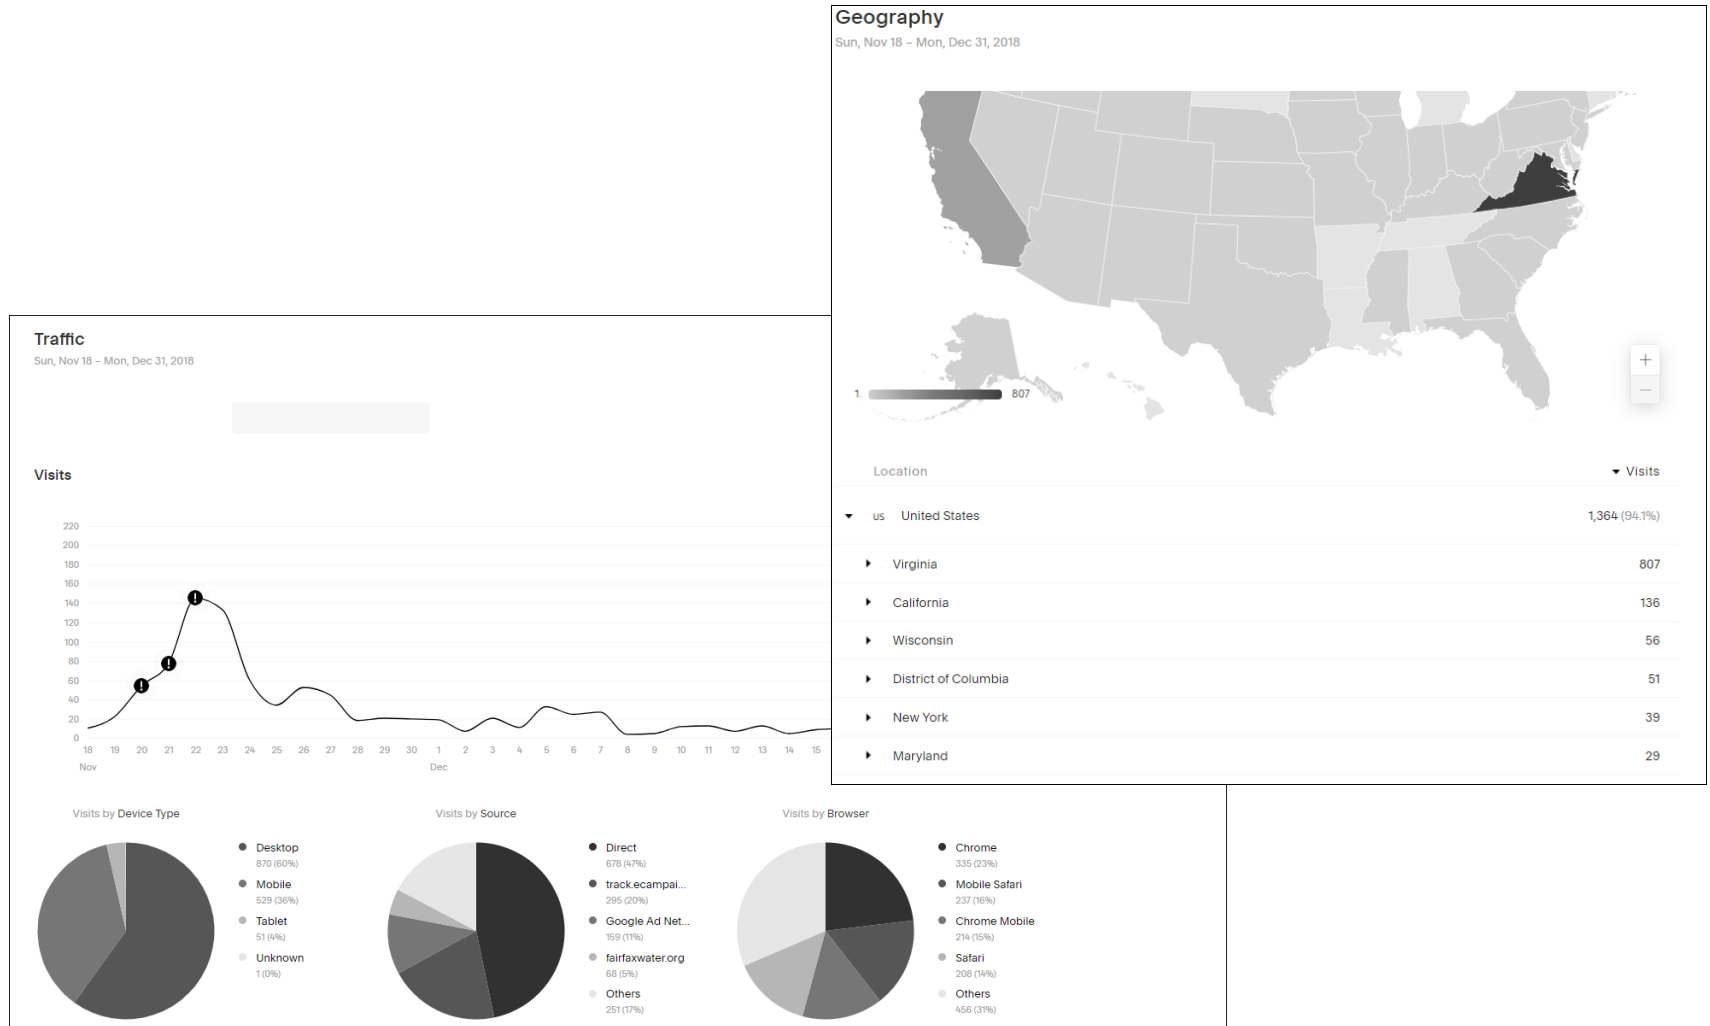 Geography
Sun, Nov 18 – Mon, Dec 31, 2018
1.
807
+
−
Location
Visits
US United States 1,364 (94.1%)
Virginia 807
California 136
Wisconsin 56
District of Columbia 51
New York 39
Maryland 29
Traffic
Sun, Nov 18 – Mon, Dec 31, 2018
Visits
220
200
180
160
140
120
100
80
60
40
20
0
!
!
!
18 19 20 21 22 23 24 25 26 27 28 29 30 1 2 3 4 5 6 7 8 9 10 11 12 13 14 15
Nov Dec
Visits by Device Type
Desktop
870 (60%)
Mobile
529 (36%)
Tablet
51 (4%)
Unknown
1 (0%)
Visits by Source
Direct
678 (47%)
track.ecampai...
295 (20%)
Google Ad Net...
159 (11%)
fairfaxwater.org
68 (5%)
Others
251 (17%)
Visits by Browser
Chrome
335 (23%)
Mobile Safari
237 (16%)
Chrome Mobile
214 (15%)
Safari
208 (14%)
Others
456 (31%)